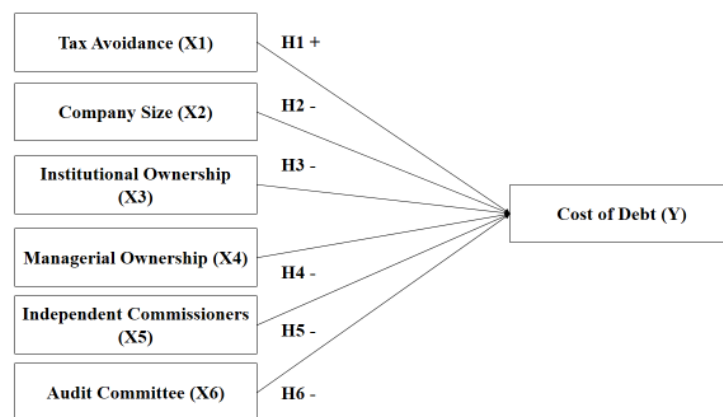 Tax Avoidance (X1)
H1 +
Company Size (X2)
H2 -
Institutional Ownership
(X3)
H3 -
Cost of Debt (Y)
Managerial Ownership (X4)
H4 -
Independent Commissioners
(X5)
H5 -
Audit Committee (X6)
H6 -